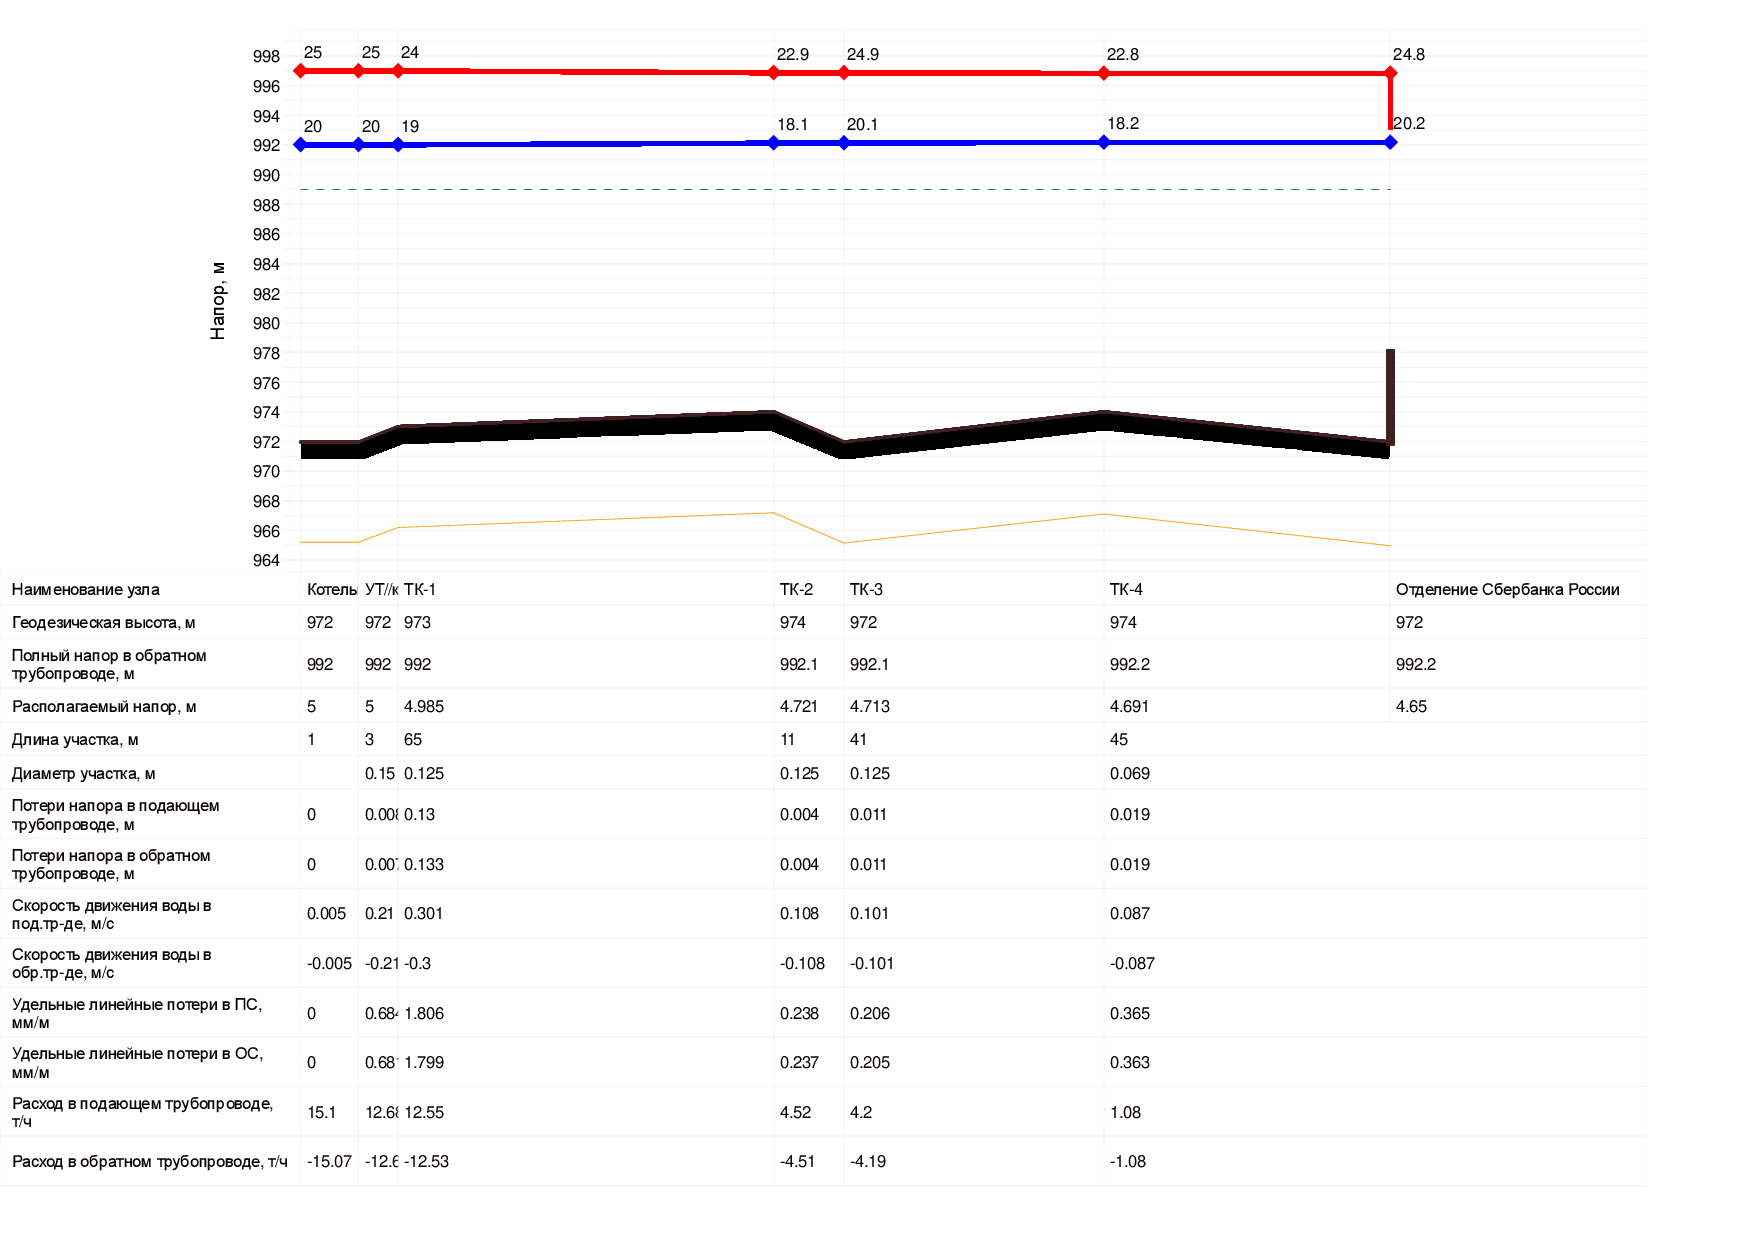 25 25 24 22.9 24.9 22.8 24.8
20 20 19 18.1 20.1 18.2 20.2
998
996
994
992
990
988
986
984
982
980
978
976
974
972
970
968
966
964
Напор, м
Наименование узла Котель УТ//к ТК-1 ТК-2 ТК-3 ТК-4 Отделение Сбербанка России
Геодезическая высота, м 972 972 973 974 972 974 972
Полный напор в обратном
трубопроводе, м 992 992 992 992.1 992.1 992.2 992.2
Располагаемый напор, м 5 5 4.985 4.721 4.713 4.691 4.65
Длина участка, м 1 3 65 11 41 45
Диаметр участка, м 0.15 0.125 0.125 0.125 0.069
Потери напора в подающем
трубопроводе, м 0 0.008 0.13 0.004 0.011 0.019
Потери напора в обратном
трубопроводе, м 0 0.007 0.133 0.004 0.011 0.019
Скорость движения воды в
под.тр-де, м/с 0.005 0.21 0.301 0.108 0.101 0.087
Скорость движения воды в
обр.тр-де, м/с -0.005 -0.21 -0.3 -0.108 -0.101 -0.087
Удельные линейные потери в ПС,
мм/м 0 0.684 1.806 0.238 0.206 0.365
Удельные линейные потери в ОС,
мм/м 0 0.68 1.799 0.237 0.205 0.363
Расход в подающем трубопроводе,
т/ч 15.1 12.68 12.55 4.52 4.2 1.08
Расход в обратном трубопроводе, т/ч -15.07 -12.6 -12.53 -4.51 -4.19 -1.08